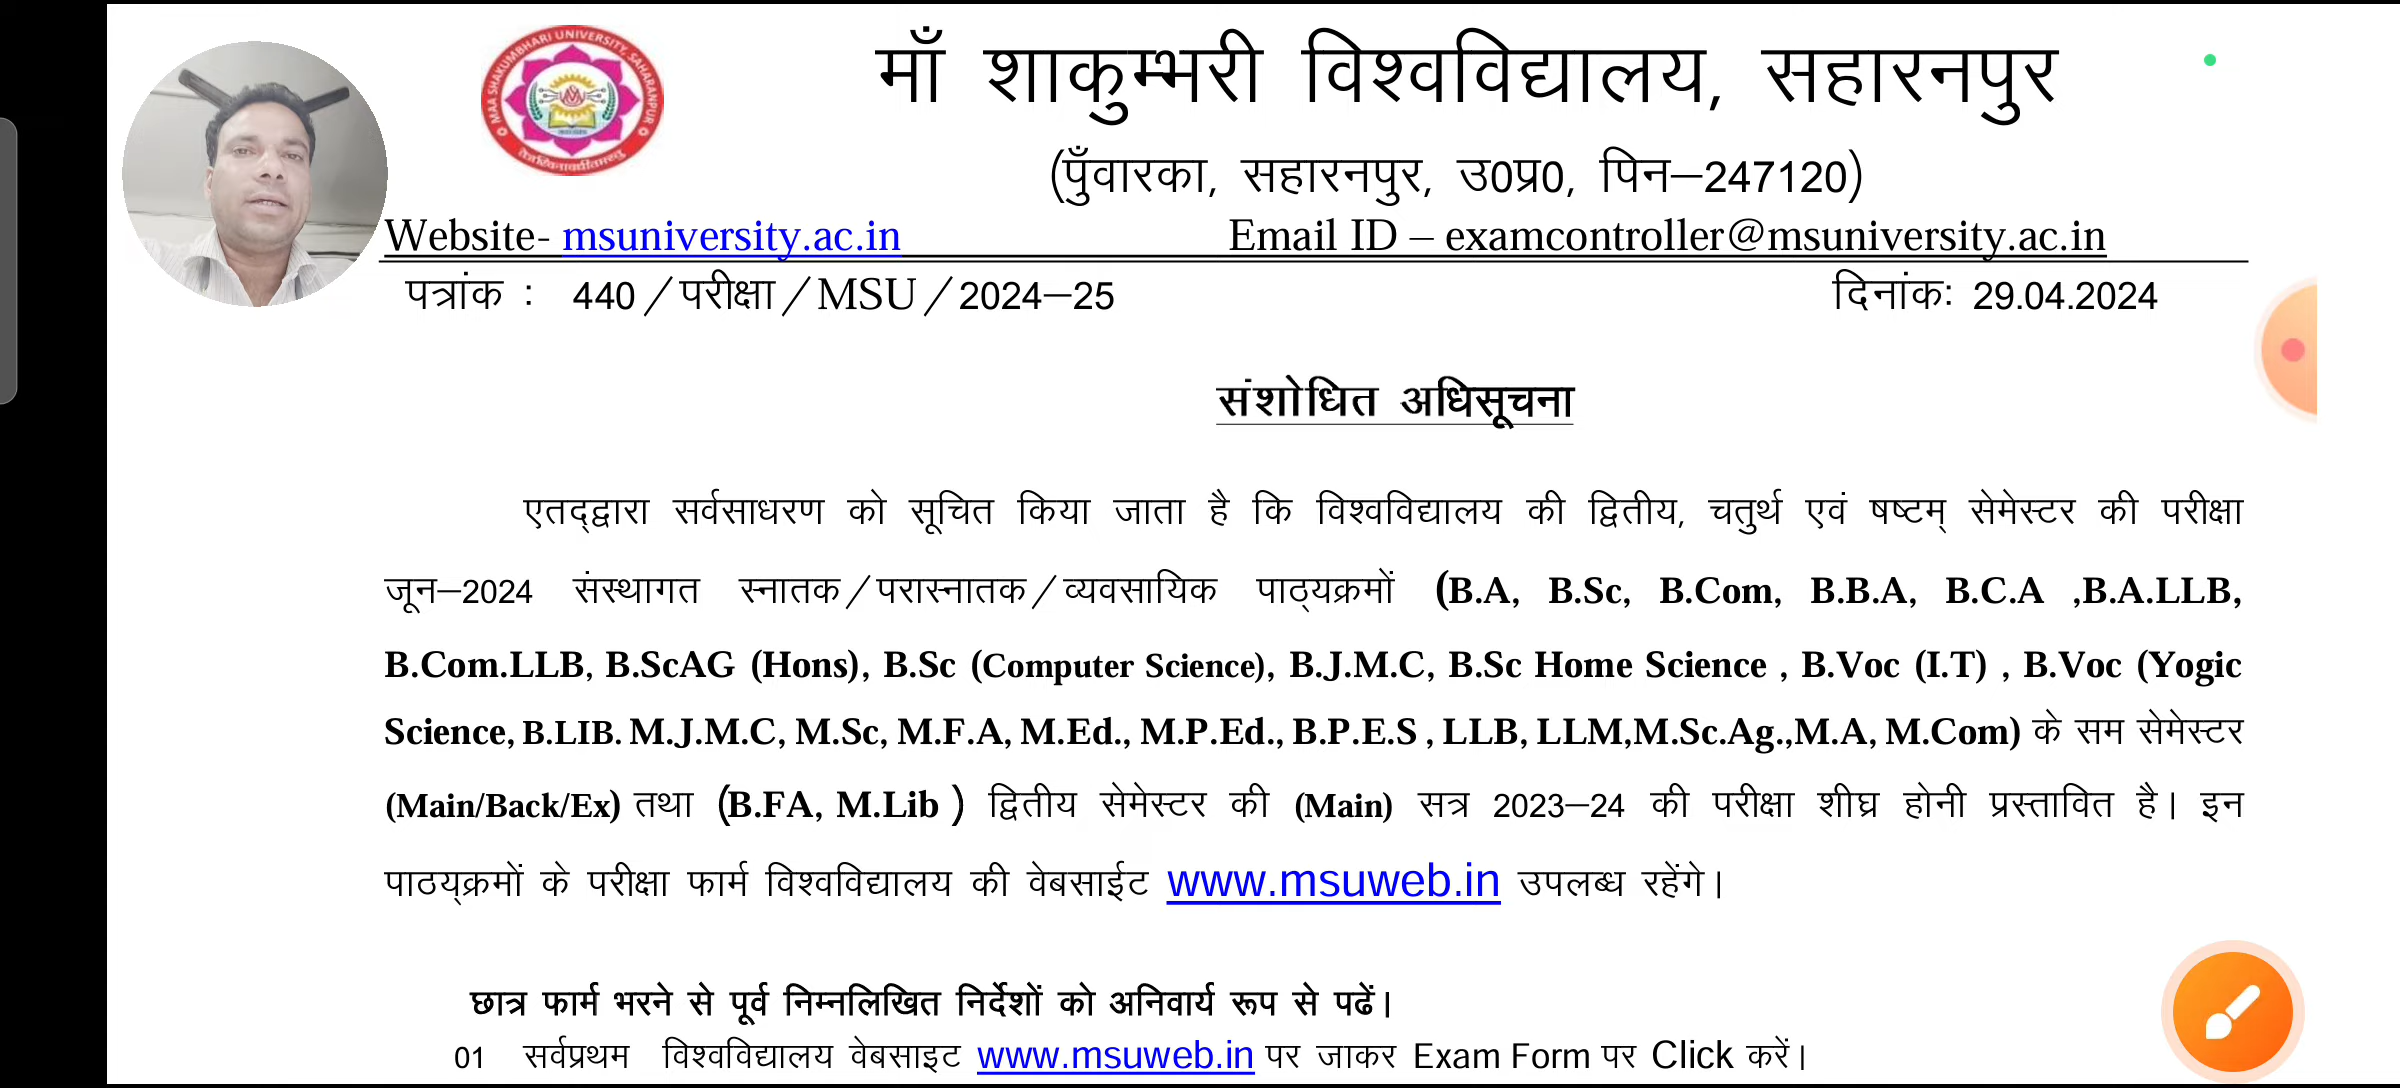 MAA SHAKUMBHARI UNIVERSITY, SAHARANPUR
माँ शाकुम्भरी विश्वविद्यालय, सहारनपुर
(पुँवारका, सहारनपुर, उ0प्र0, पिन–247120)
Website- msuniversity.ac.in Email ID – examcontroller@msuniversity.ac.in
पत्रांक : 440/परीक्षा/MSU/2024–25 दिनांकः 29.04.2024
संशोधित अधिसूचना
एतद्द्वारा सर्वसाधरण को सूचित किया जाता है कि विश्वविद्यालय की द्वितीय, चतुर्थ एवं षष्टम् सेमेस्टर की परीक्षा
जून–2024 संस्थागत स्नातक/परास्नातक/व्यवसायिक पाठ्यक्रमों (B.A, B.Sc, B.Com, B.B.A, B.C.A ,B.A.LLB,
B.Com.LLB, B.ScAG (Hons), B.Sc (Computer Science), B.J.M.C, B.Sc Home Science , B.Voc (I.T) , B.Voc (Yogic
Science, B.LIB. M.J.M.C, M.Sc, M.F.A, M.Ed., M.P.Ed., B.P.E.S , LLB, LLM,M.Sc.Ag.,M.A, M.Com) के सम सेमेस्टर
(Main/Back/Ex) तथा (B.FA, M.Lib ) द्वितीय सेमेस्टर की (Main) सत्र 2023–24 की परीक्षा शीघ्र होनी प्रस्तावित है। इन
पाठय्क्रमों के परीक्षा फार्म विश्वविद्यालय की वेबसाईट www.msuweb.in उपलब्ध रहेंगे।
छात्र फार्म भरने से पूर्व निम्नलिखित निर्देशों को अनिवार्य रूप से पढें।
01 सर्वप्रथम विश्वविद्यालय वेबसाइट www.msuweb.in पर जाकर Exam Form पर Click करें।